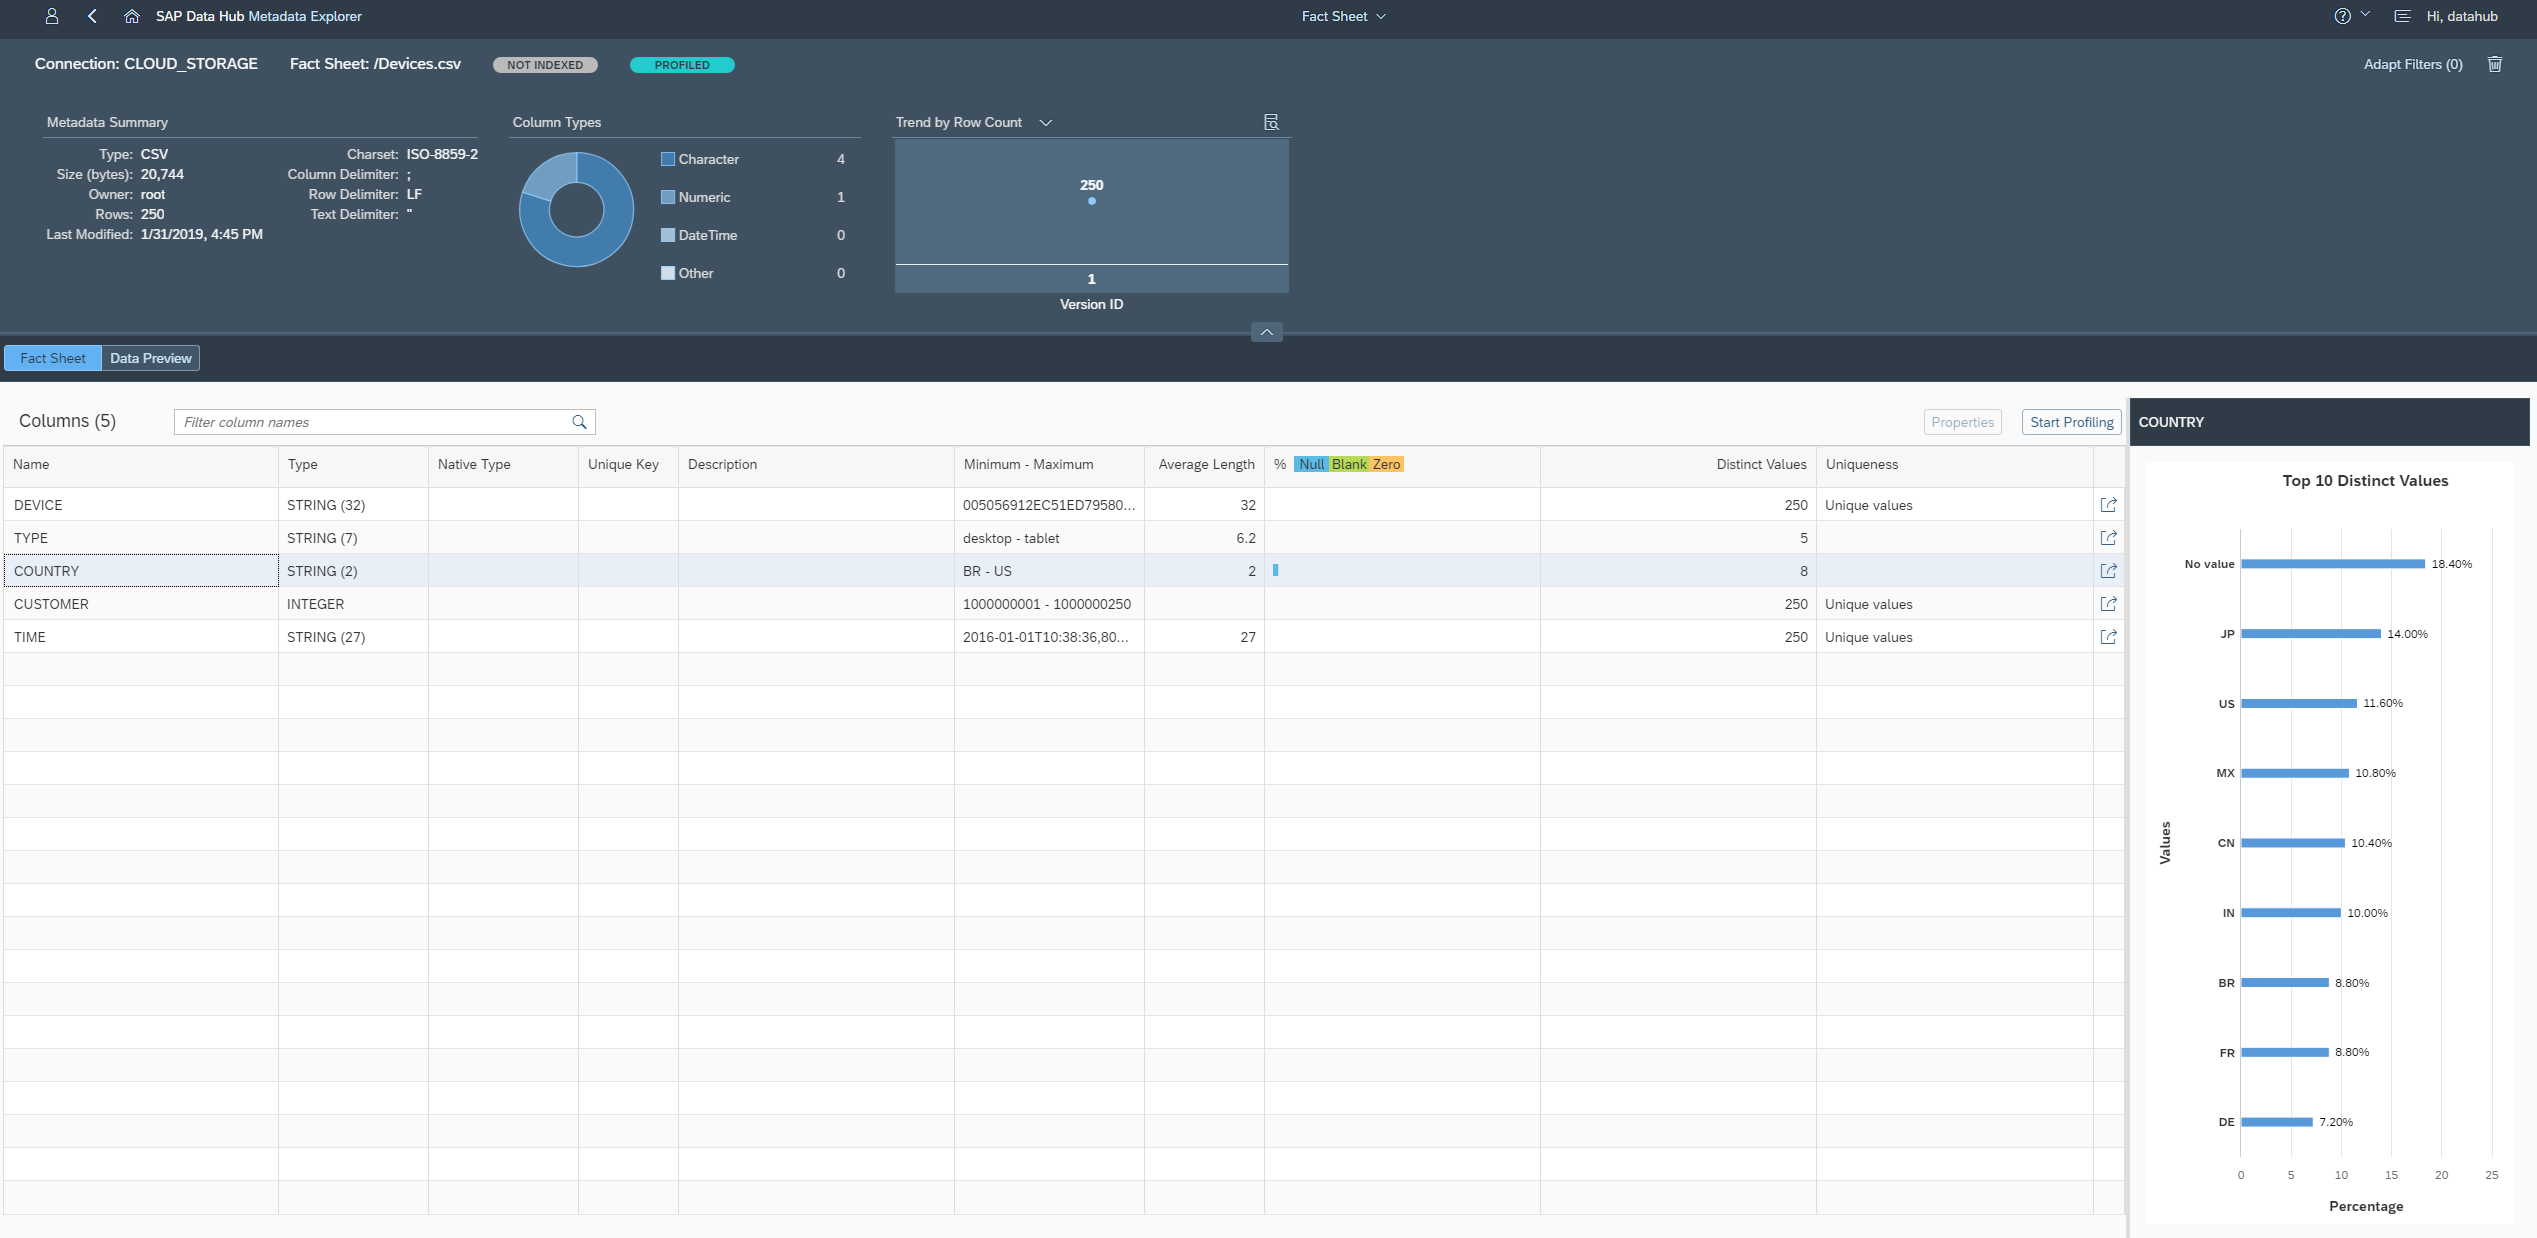 SAP Data Hub Metadata Explorer
Fact Sheet
Hi, datahub
Connection: CLOUD_STORAGE
Fact Sheet: /Devices.csv
NOT INDEXED
PROFILED
Adapt Filters (0)
Metadata Summary
Type: CSV
Size (bytes): 20,744
Owner: root
Rows: 250
Last Modified: 1/31/2019, 4:45 PM
Charset: ISO-8859-2
Column Delimiter: ;
Row Delimiter: LF
Text Delimiter: "
Column Types
Character 4
Numeric 1
DateTime 0
Other 0
Trend by Row Count
250
1
Version ID
Fact Sheet
Data Preview
Columns (5)
Filter column names
Properties
Start Profiling
Name Type Native Type Unique Key Description Minimum - Maximum Average Length % Null Blank Zero Distinct Values Uniqueness
DEVICE STRING (32) 005056912EC51ED79580... 32 250 Unique values
TYPE STRING (7) desktop - tablet 6.2 5
COUNTRY STRING (2) BR - US 2 8
CUSTOMER INTEGER 1000000001 - 1000000250 250 Unique values
TIME STRING (27) 2016-01-01T10:38:36,80... 27 250 Unique values
COUNTRY
Top 10 Distinct Values
No value 18.40%
JP 14.00%
US 11.60%
MX 10.80%
CN 10.40%
IN 10.00%
BR 8.80%
FR 8.80%
DE 7.20%
Values
0 5 10 15 20 25
Percentage